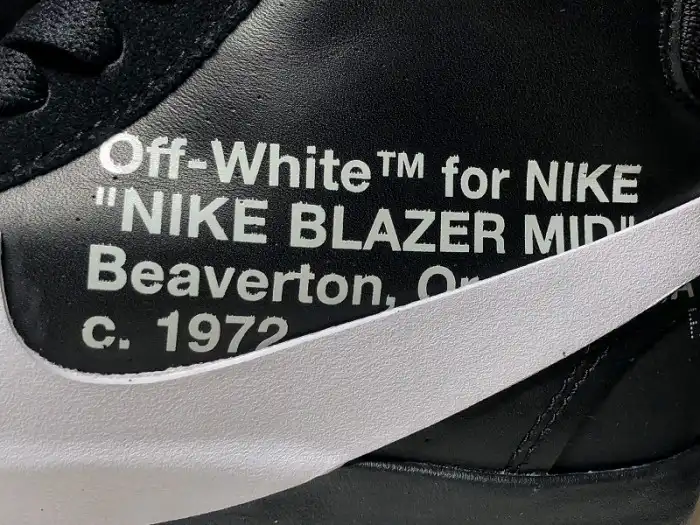 Off-White™ for NIKE
"NIKE BLAZER MID"
Beaverton,
c. 1972